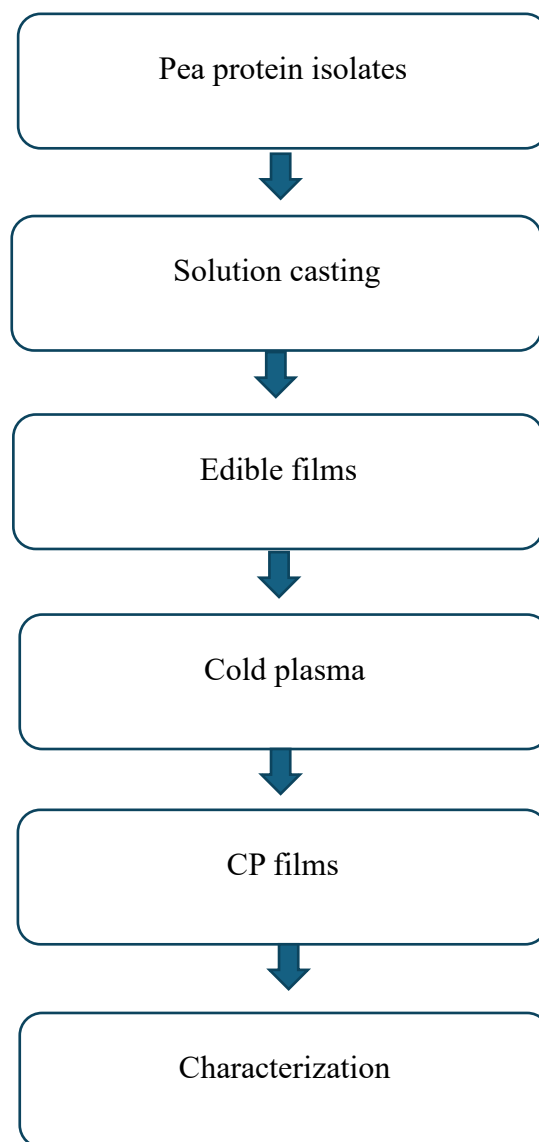 Pea protein isolates
Solution casting
Edible films
Cold plasma
CP films
Characterization